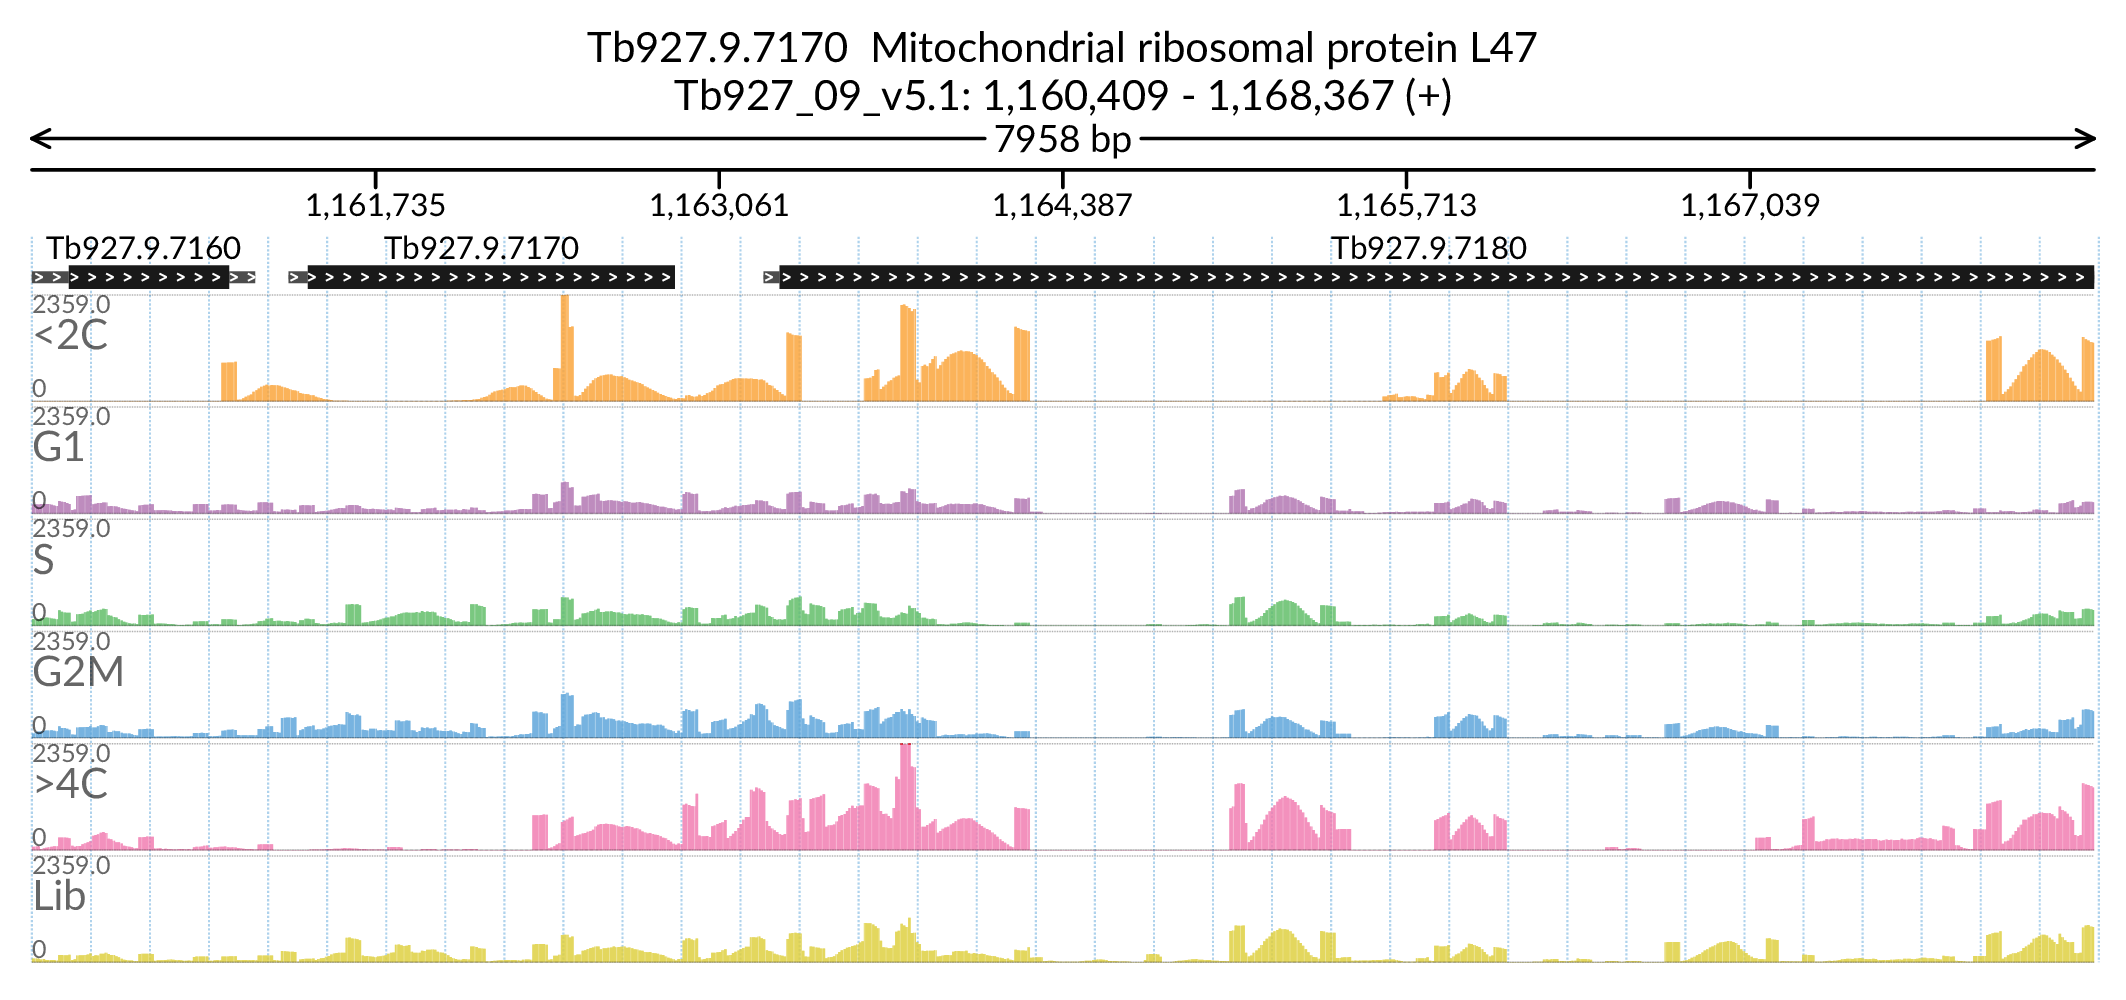 Tb927.9.7170  Mitochondrial ribosomal protein L47
Tb927_09_v5.1: 1,160,409 - 1,168,367 (+)
7958 bp
1,161,735 1,163,061 1,164,387 1,165,713 1,167,039
Tb927.9.7160 Tb927.9.7170 Tb927.9.7180
2359.0
<2C
0
2359.0
G1
0
2359.0
S
0
2359.0
G2M
0
2359.0
>4C
0
2359.0
Lib
0